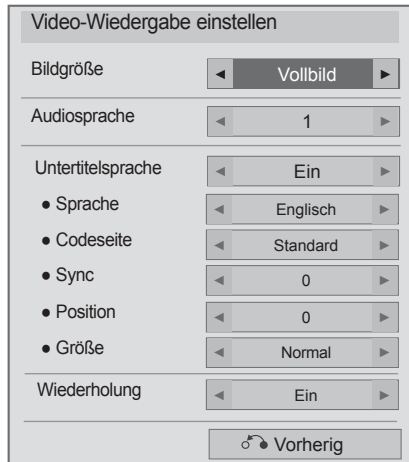 Video-Wiedergabe einstellen
Bildgröße ◄ Vollbild ►
Audiosprache ◄ 1 ►
Untertitelsprache ◄ Ein ►
● Sprache ◄ Englisch ►
● Codeseite ◄ Standard ►
● Sync ◄ 0 ►
● Position ◄ 0 ►
● Größe ◄ Normal ►
Wiederholung ◄ Ein ►
Vorherig